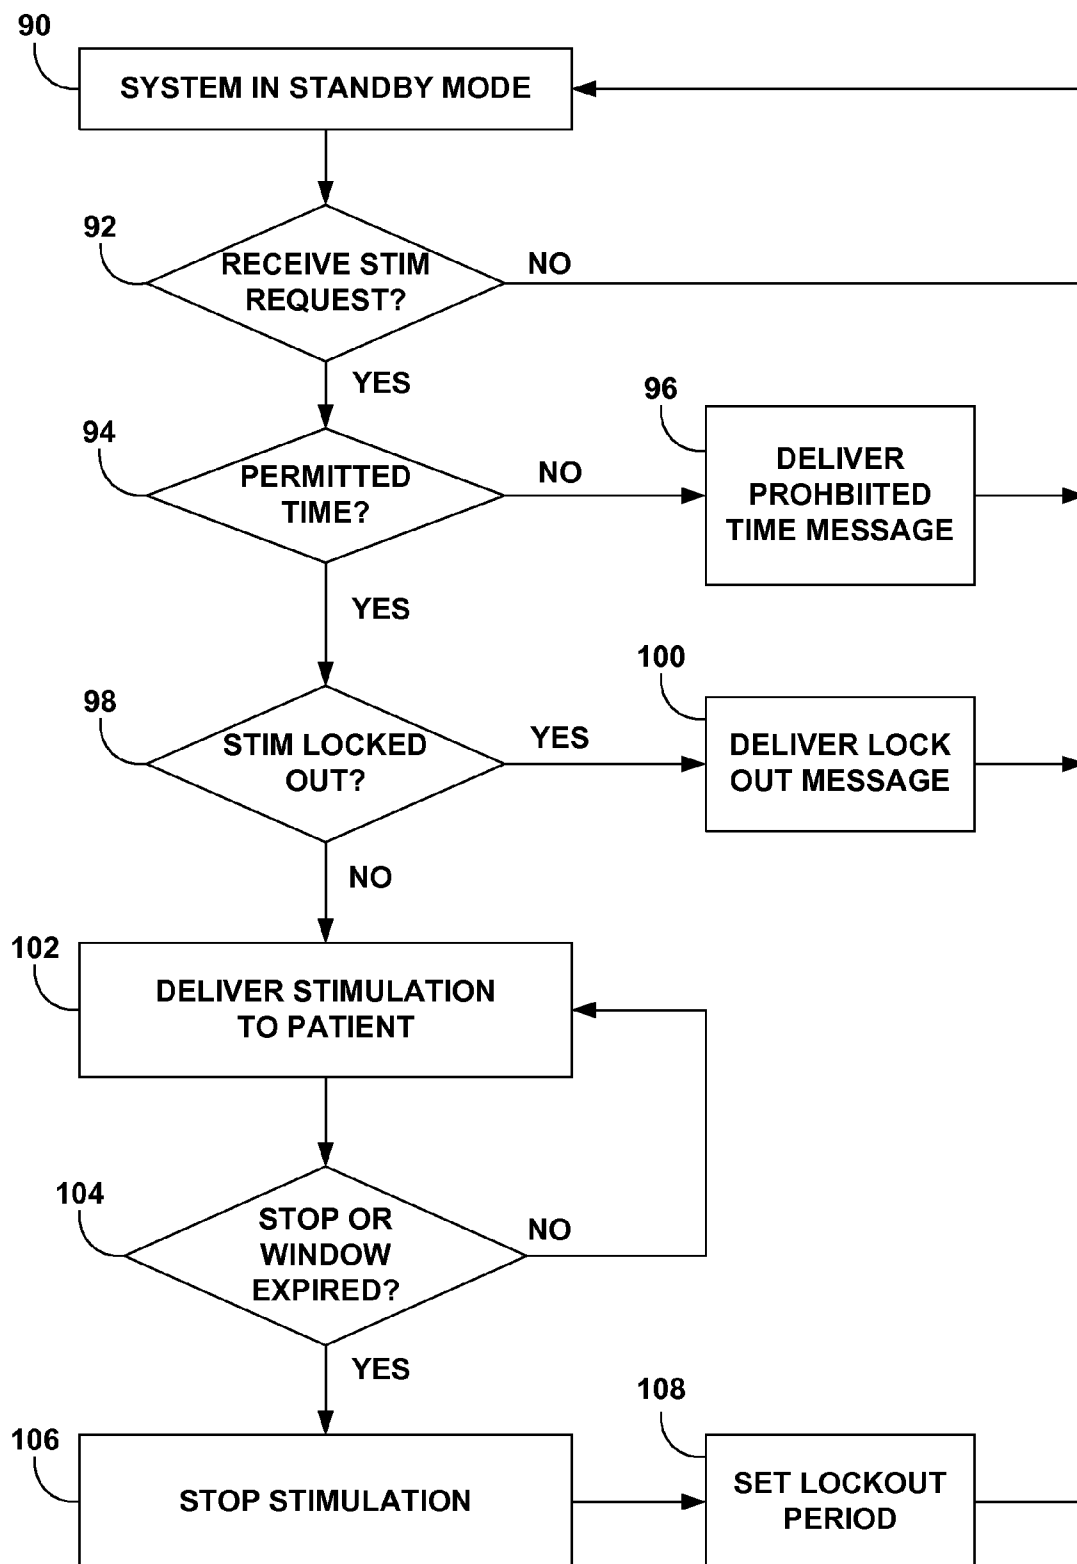 90
SYSTEM IN STANDBY MODE
92
RECEIVE STIM
REQUEST?
NO
YES
94
PERMITTED
TIME?
NO
96
DELIVER
PROHBIITED
TIME MESSAGE
YES
98
STIM LOCKED
OUT?
YES
100
DELIVER LOCK
OUT MESSAGE
NO
102
DELIVER STIMULATION
TO PATIENT
104
STOP OR
WINDOW
EXPIRED?
NO
YES
106
STOP STIMULATION
108
SET LOCKOUT
PERIOD